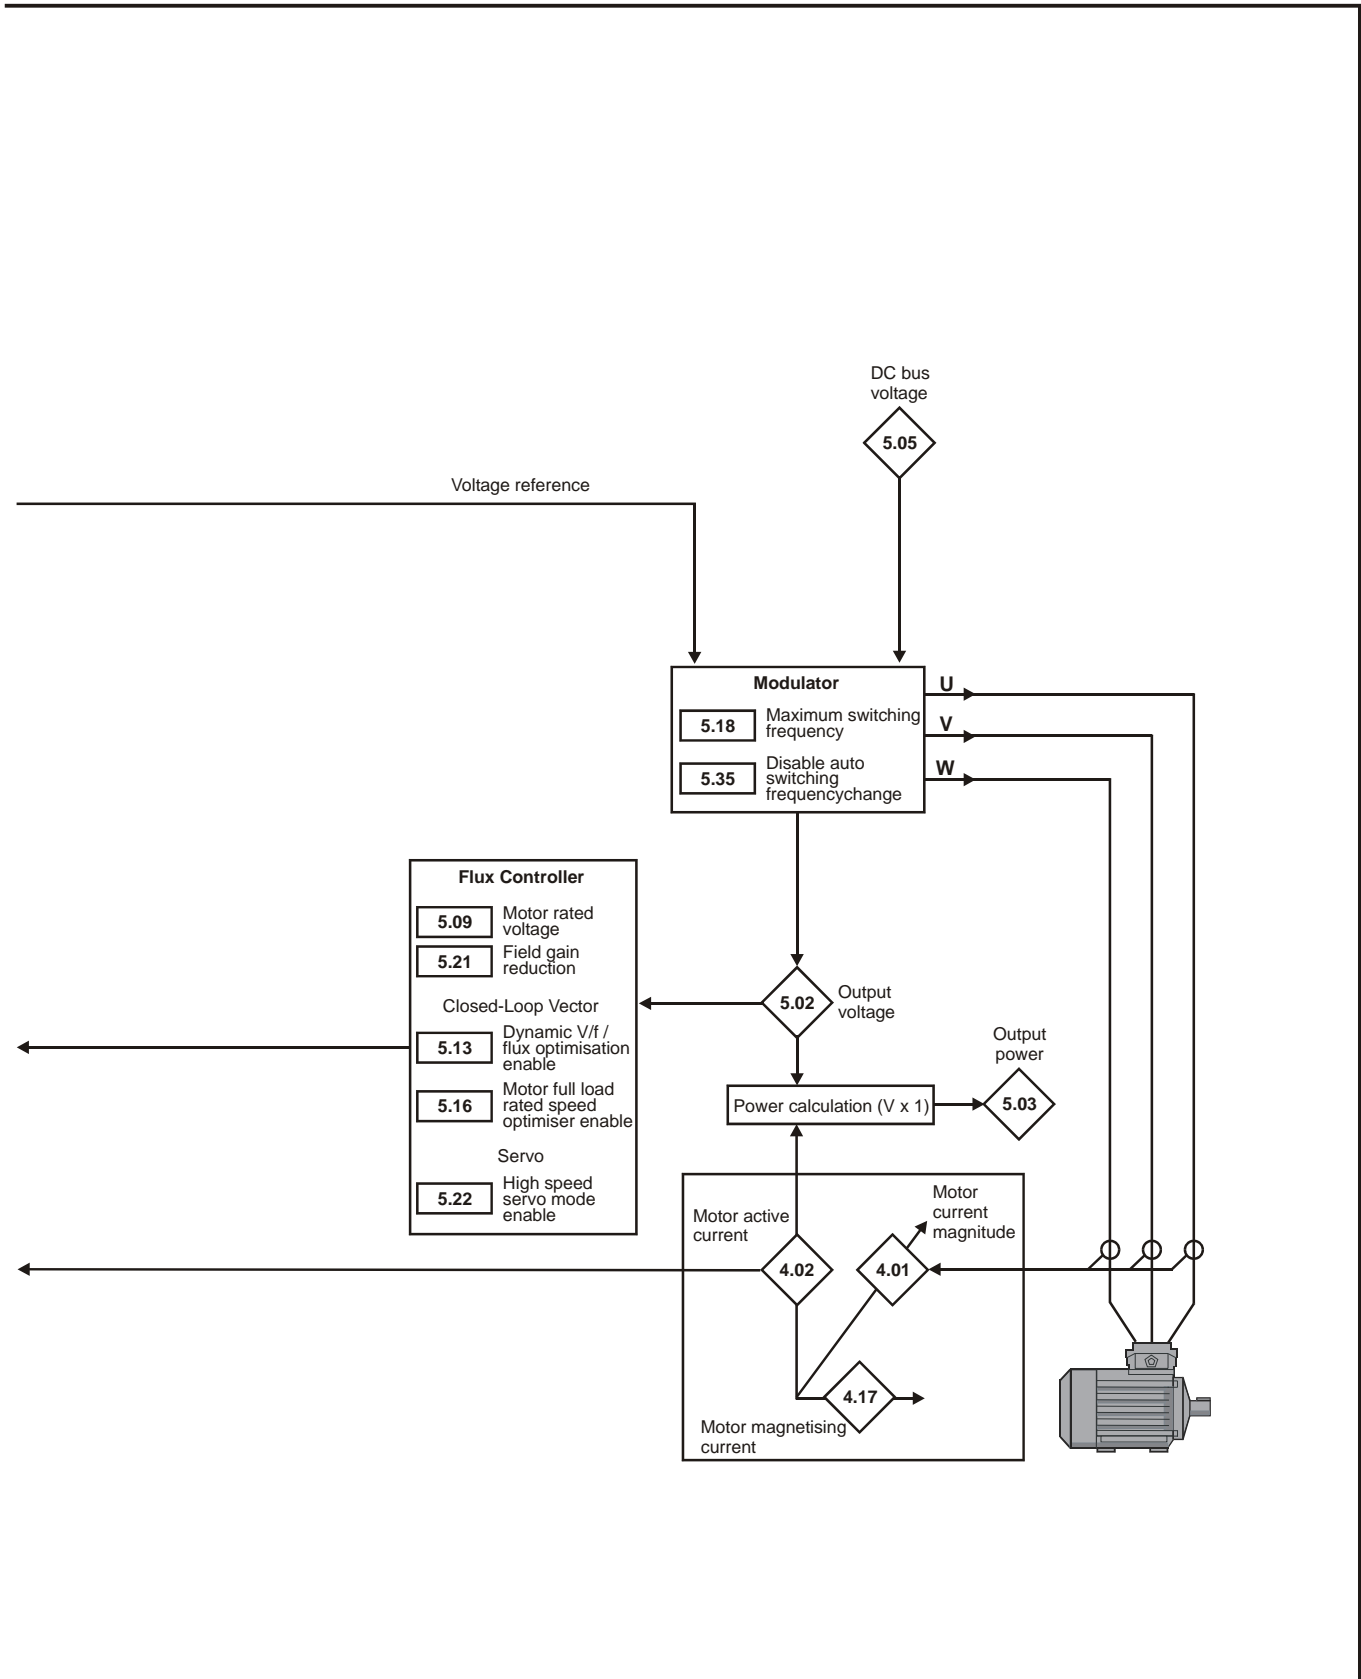 DC bus
voltage
5.05
Voltage reference
Modulator
5.18
Maximum switching
frequency
5.35
Disable auto
switching
frequencychange
U
V
W
Flux Controller
5.09
Motor rated
voltage
5.21
Field gain
reduction
Closed-Loop Vector
5.13
Dynamic V/f /
flux optimisation
enable
5.16
Motor full load
rated speed
optimiser enable
Servo
5.22
High speed
servo mode
enable
5.02
Output
voltage
Output
power
Power calculation (V x 1)
5.03
Motor active
current
4.02
Motor
current
magnitude
4.01
4.17
Motor magnetising
current